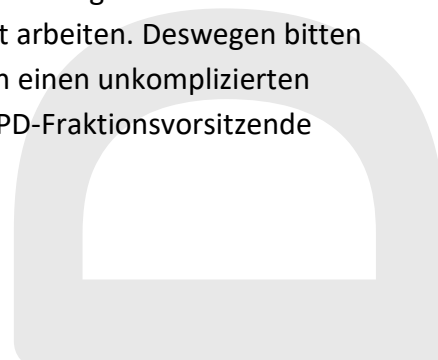 t arbeiten. Deswegen bitten
einen unkomplizierten
PD-Fraktionsvorsitzende